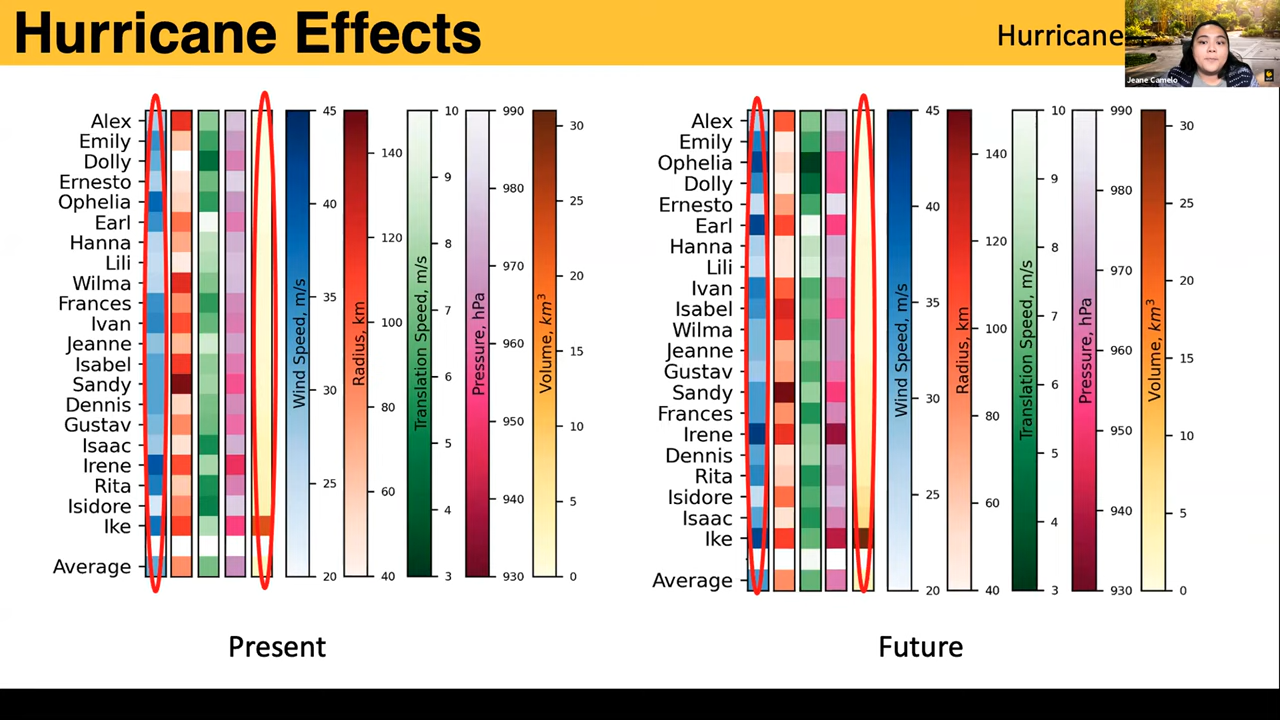 Hurricane Effects
Hurricane
Jeane Camelo
Alex
Emily
Dolly
Ernesto
Ophelia
Earl
Hanna
Lili
Wilma
Frances
Ivan
Jeanne
Isabel
Sandy
Dennis
Gustav
Isaac
Irene
Rita
Isidore
Ike
Average
45
40
35
30
25
20
Wind Speed, m/s
140
120
100
80
60
40
Radius, km
10
9
8
7
6
5
4
3
Translation Speed, m/s
990
980
970
960
950
940
930
Pressure, hPa
30
25
20
15
10
5
0
Volume, km³
Present
Alex
Emily
Ophelia
Dolly
Ernesto
Earl
Hanna
Lili
Ivan
Isabel
Wilma
Jeanne
Gustav
Sandy
Frances
Irene
Dennis
Rita
Isidore
Isaac
Ike
Average
45
40
35
30
25
20
Wind Speed, m/s
140
120
100
80
60
40
Radius, km
10
9
8
7
6
5
4
3
Translation Speed, m/s
990
980
970
960
950
940
930
Pressure, hPa
30
25
20
15
10
5
0
Volume, km³
Future